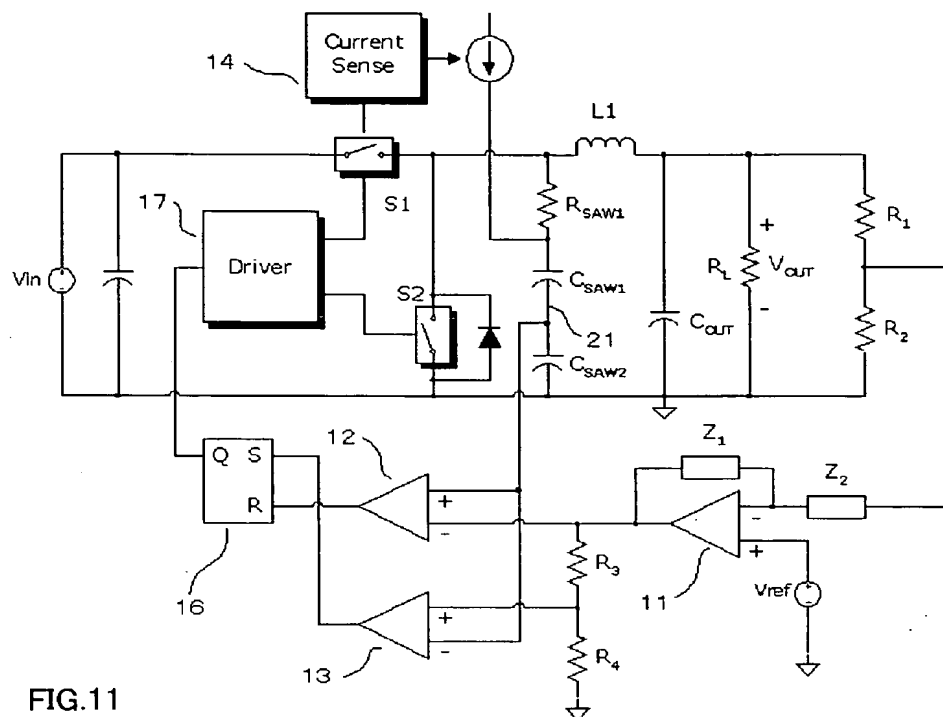 Current
Sense
14
L1
S1
R_SAW1
17
Driver
Vin
S2
C_SAW1
21
C_SAW2
C_OUT
R_L
+
V_OUT
-
R_1
R_2
Q S
R
16
12
+
-
13
+
-
R_3
R_4
Z_1
Z_2
-
+
11
Vref
FIG.11